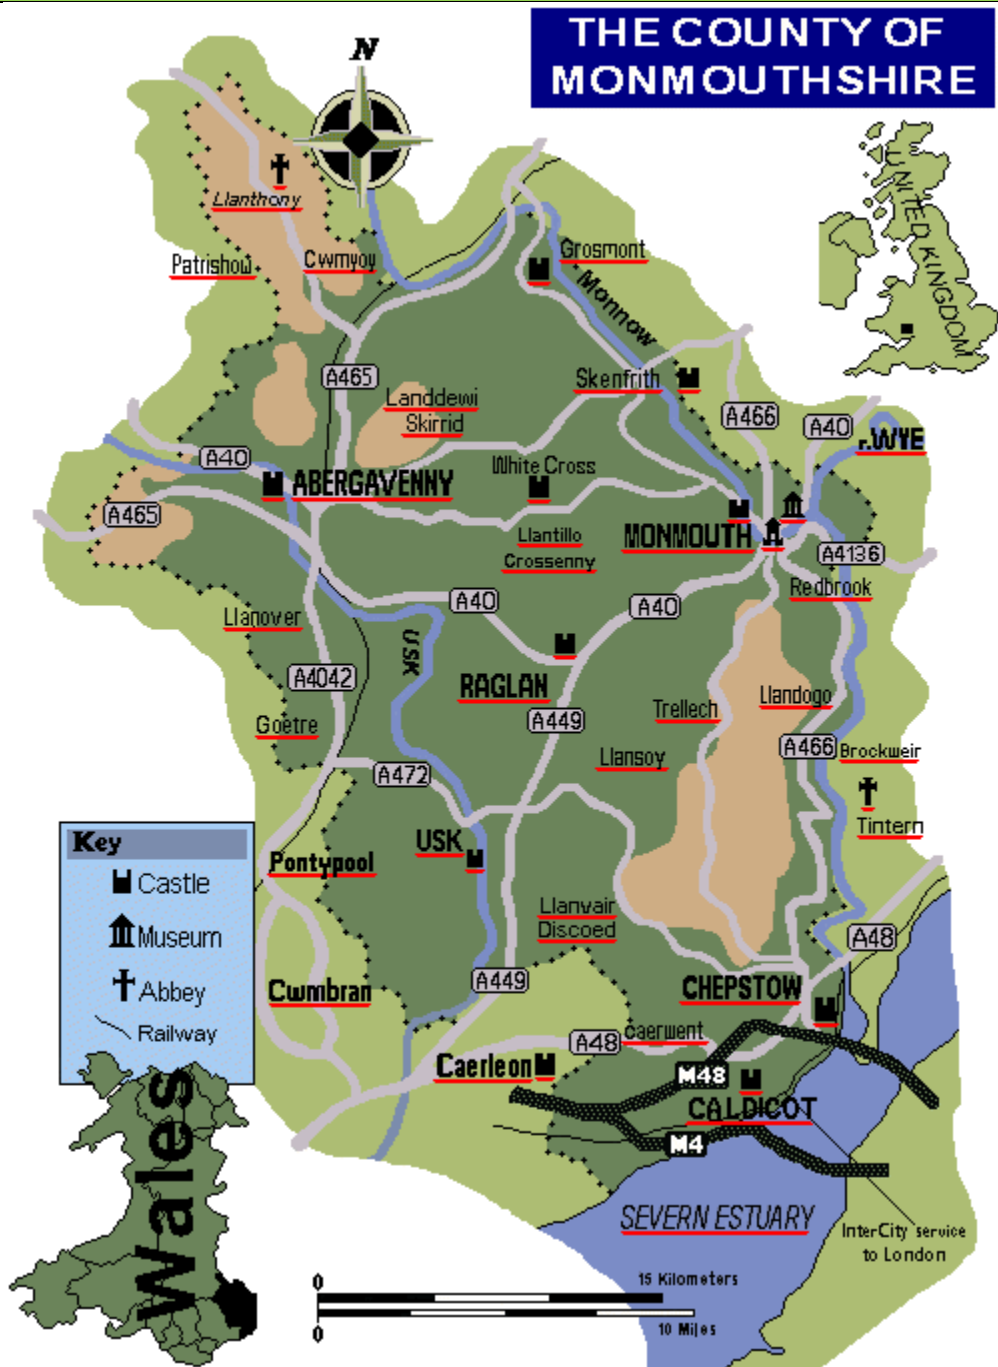 THE COUNTY OF
MONMOUTHSHIRE
N
UNITED KINGDOM
Llanthony
Patrishow
Cwmyoy
Grosmont
Monnow
A465
Landdewi
Skirrid
Skenfrith
A466
A40
r.WYE
A40
ABERGAVENNY
White Cross
A465
Llantillo
Crossenny
MONMOUTH
A4136
Redbrook
Llanover
A40
A40
USK
A4042
RAGLAN
Trellech
Llandogo
Goetre
A449
Llansoy
A466
Brockweir
A472
Tintern
USK
Key
Castle
Museum
Abbey
Railway
Pontypool
Llanvair
Discoed
A48
Cwmbran
A449
CHEPSTOW
A48
caerwent
Caerleon
M48
CALDICOT
M4
Wales
SEVERN ESTUARY
InterCity service
to London
0
15 Kilometers
0
10 Miles